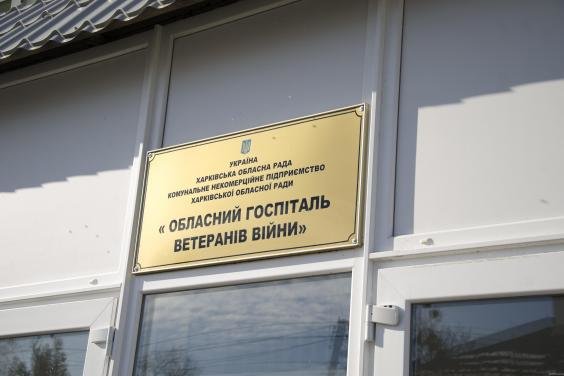 УКРАЇНА
ХАРКІВСЬКА ОБЛАСНА РАДА
КОМУНАЛЬНЕ НЕКОМЕРЦІЙНЕ ПІДПРИЄМСТВО
ХАРКІВСЬКОЇ ОБЛАСНОЇ РАДИ
« ОБЛАСНИЙ ГОСПІТАЛЬ
ВЕТЕРАНІВ ВІЙНИ»